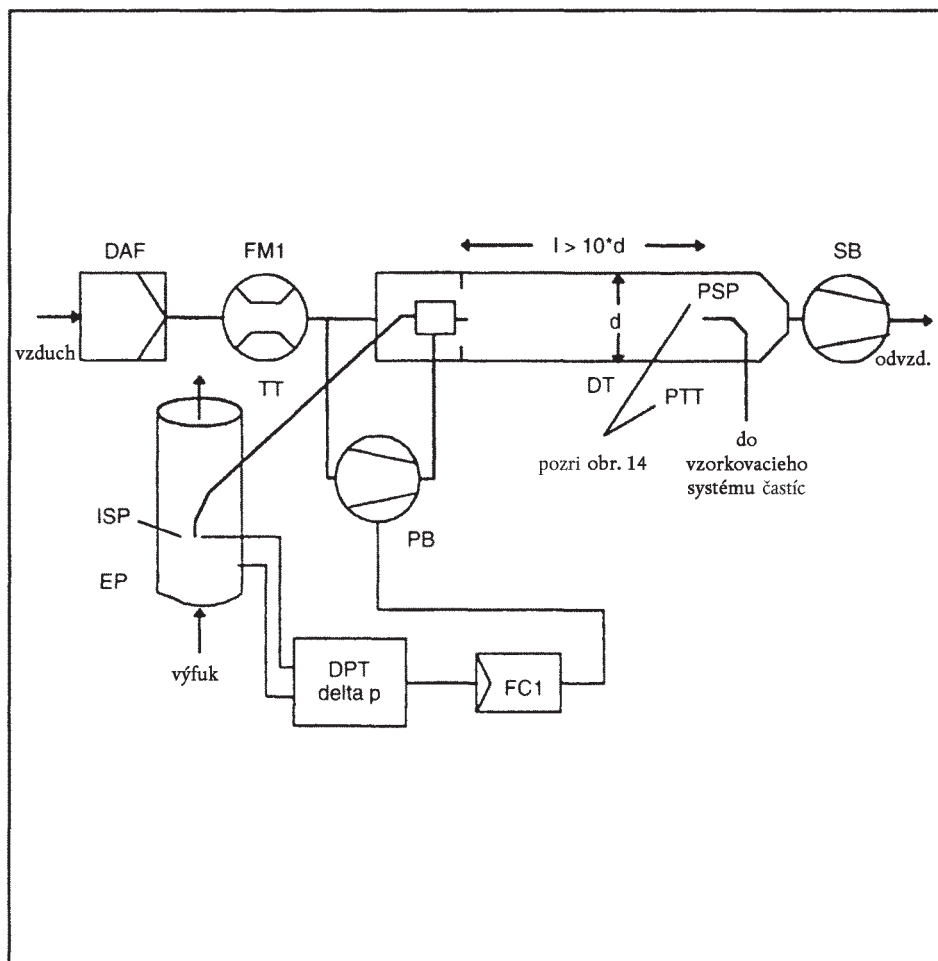 l > 10*d
DAF
FM1
SB
PSP
d
vzduch
odvzd.
TT
DT
PTT
do
vzorkovacieho
systému častíc
pozri obr. 14
ISP
PB
EP
výfuk
DPT
delta p
FC1